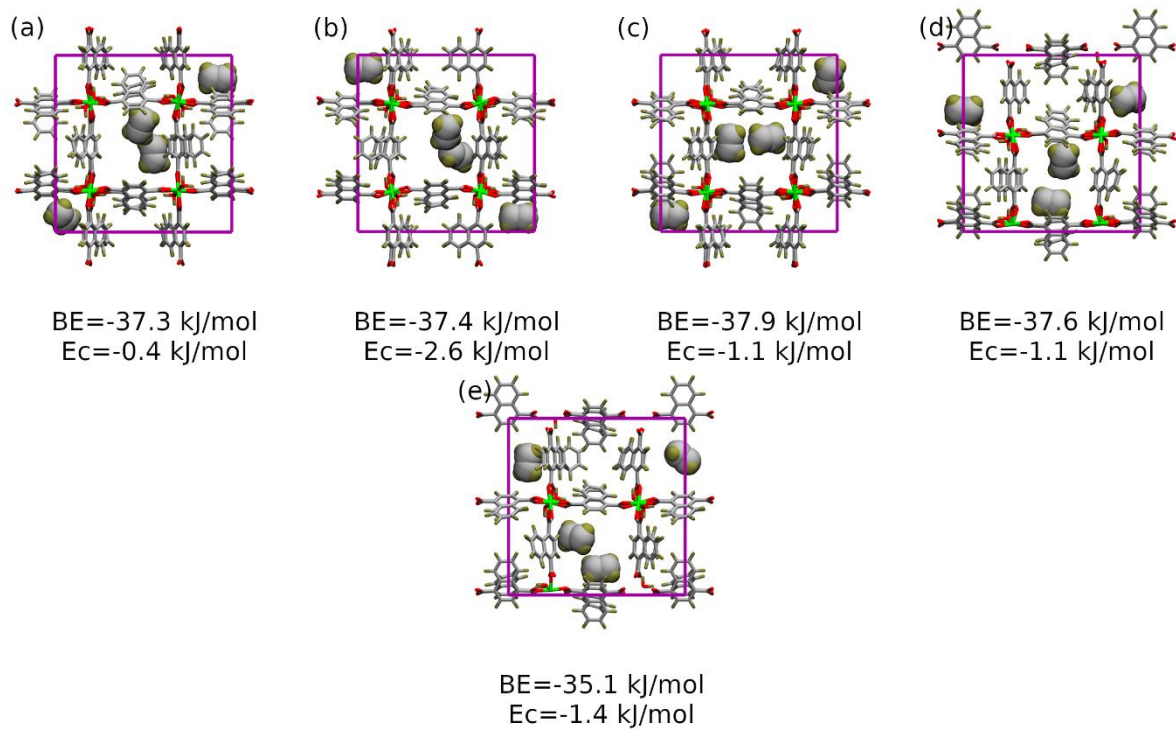 (a)
(b)
(c)
(d)
BE=-37.3 kJ/mol
Ec=-0.4 kJ/mol
BE=-37.4 kJ/mol
Ec=-2.6 kJ/mol
BE=-37.9 kJ/mol
Ec=-1.1 kJ/mol
BE=-37.6 kJ/mol
Ec=-1.1 kJ/mol
(e)
BE=-35.1 kJ/mol
Ec=-1.4 kJ/mol